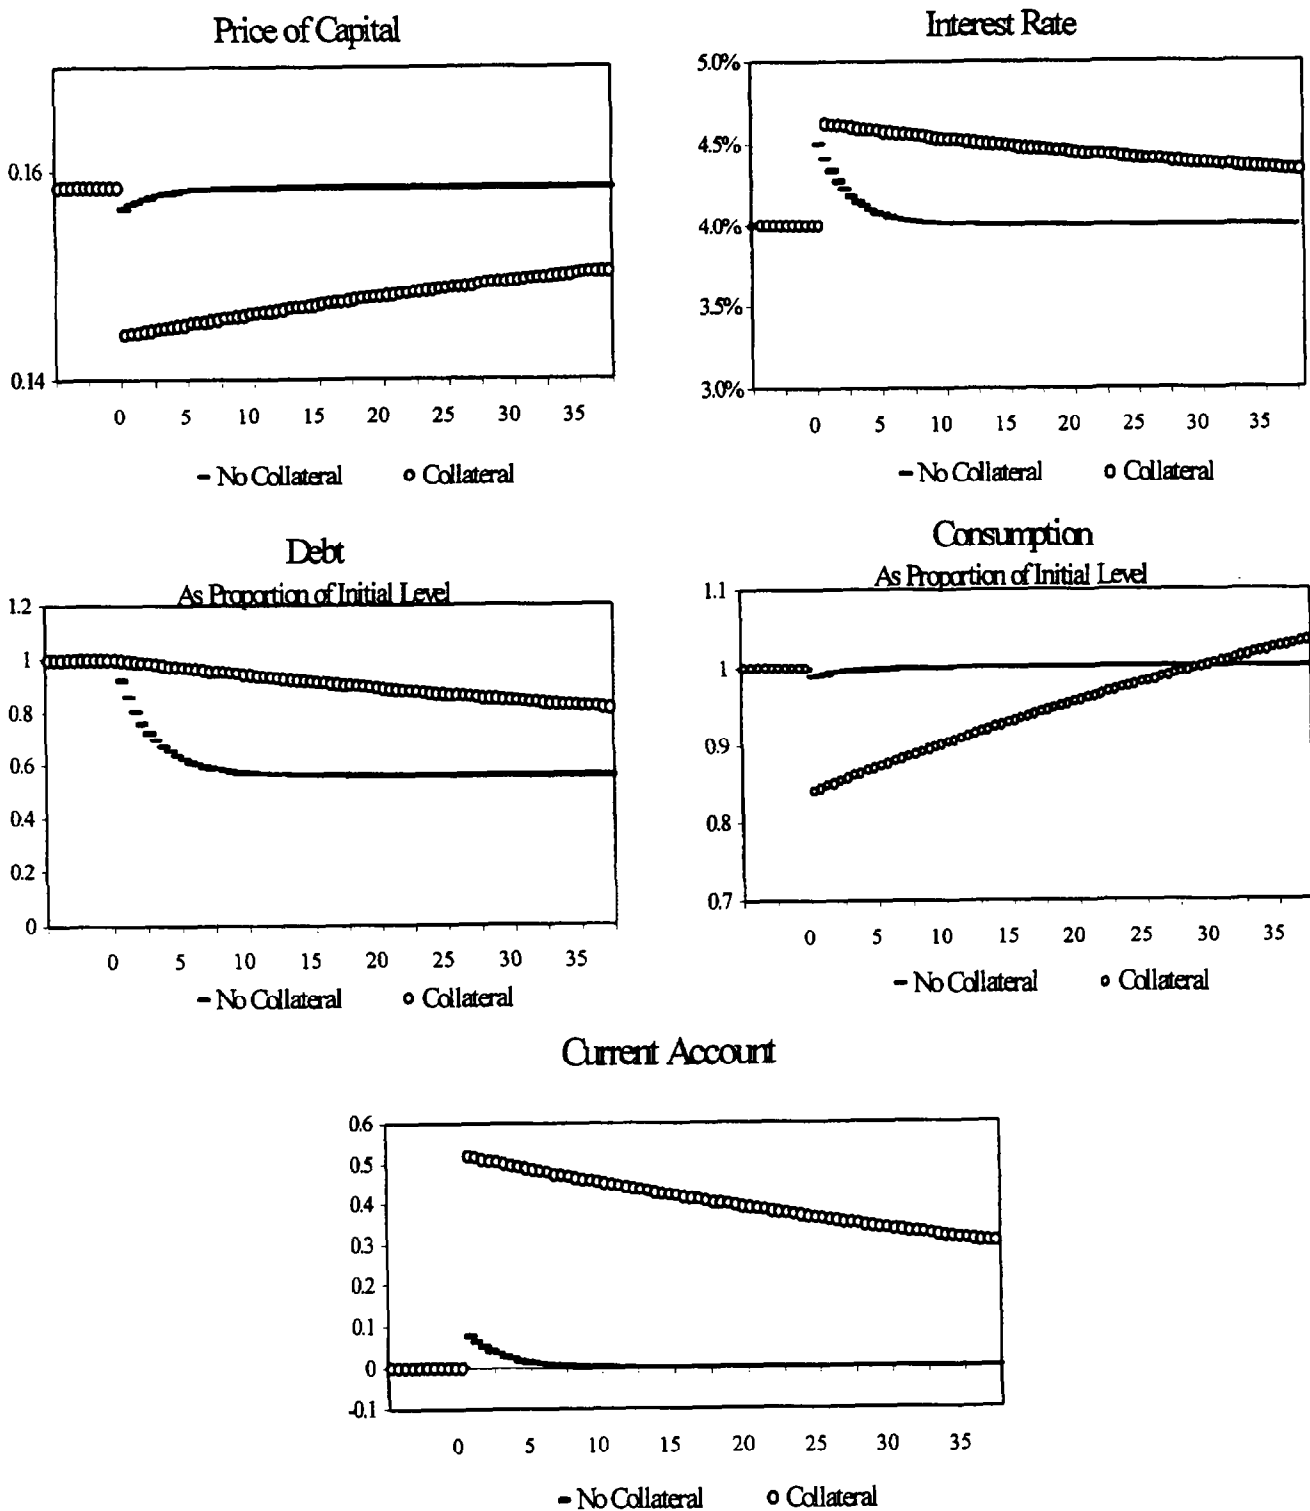 Price of Capital
0.16
0.14
0 5 10 15 20 25 30 35
No Collateral Collateral
Interest Rate
5.0%
4.5%
4.0%
3.5%
3.0%
0 5 10 15 20 25 30 35
No Collateral Collateral
Debt
As Proportion of Initial Level
1.2
1
0.8
0.6
0.4
0.2
0
0 5 10 15 20 25 30 35
No Collateral Collateral
Consumption
As Proportion of Initial Level
1.1
1
0.9
0.8
0.7
0 5 10 15 20 25 30 35
No Collateral Collateral
Current Account
0.6
0.5
0.4
0.3
0.2
0.1
0
-0.1
0 5 10 15 20 25 30 35
No Collateral Collateral